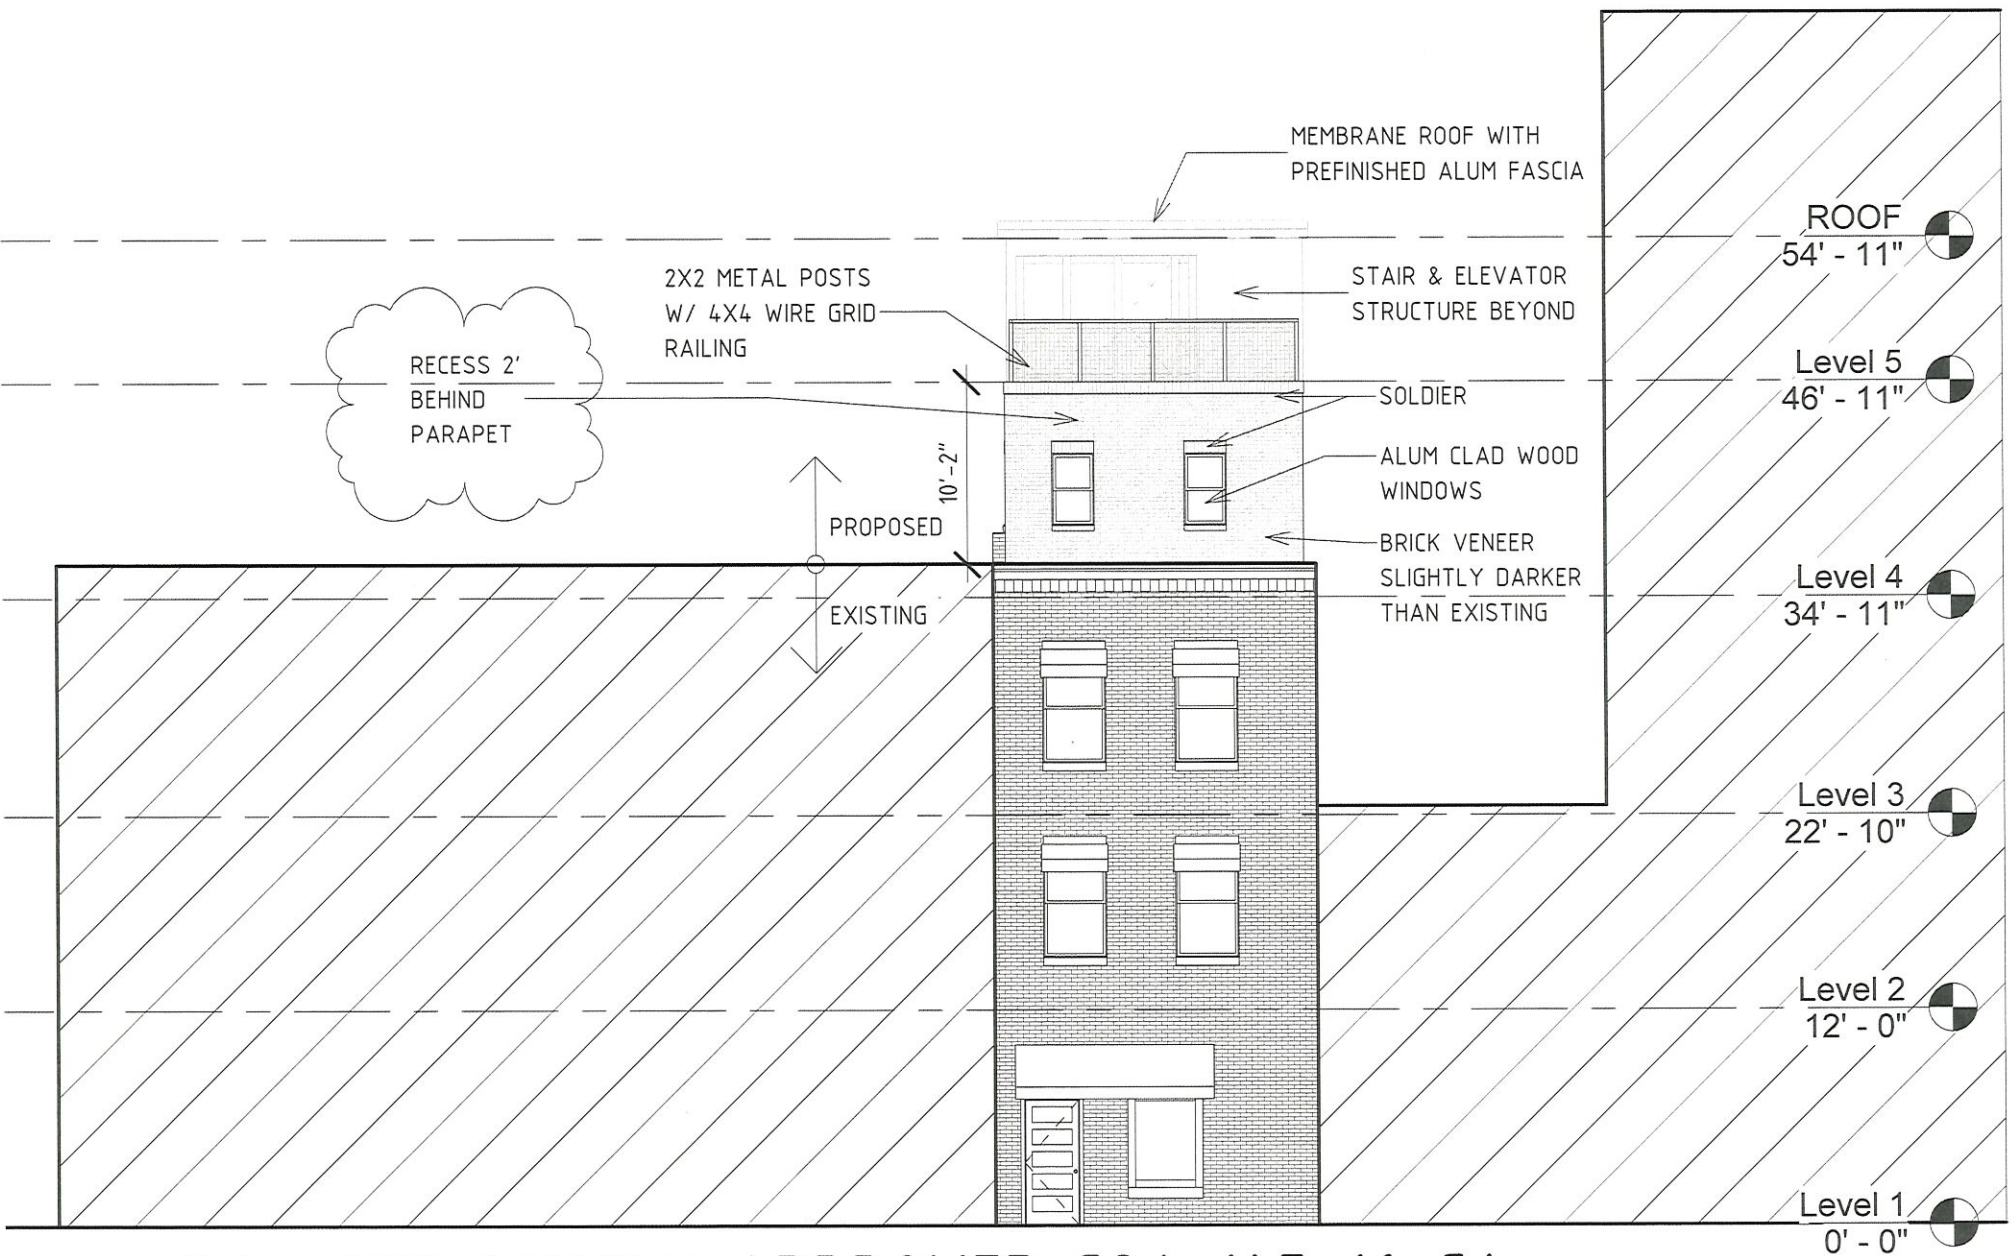 MEMBRANE ROOF WITH
PREFINISHED ALUM FASCIA
ROOF
54' - 11"
2X2 METAL POSTS
W/ 4X4 WIRE GRID
RAILING
STAIR & ELEVATOR
STRUCTURE BEYOND
RECESS 2'
BEHIND
PARAPET
Level 5
46' - 11"
SOLDIER
10'-2"
ALUM CLAD WOOD
WINDOWS
PROPOSED
BRICK VENEER
SLIGHTLY DARKER
THAN EXISTING
EXISTING
Level 4
34' - 11"
Level 3
22' - 10"
Level 2
12' - 0"
Level 1
0' - 0"